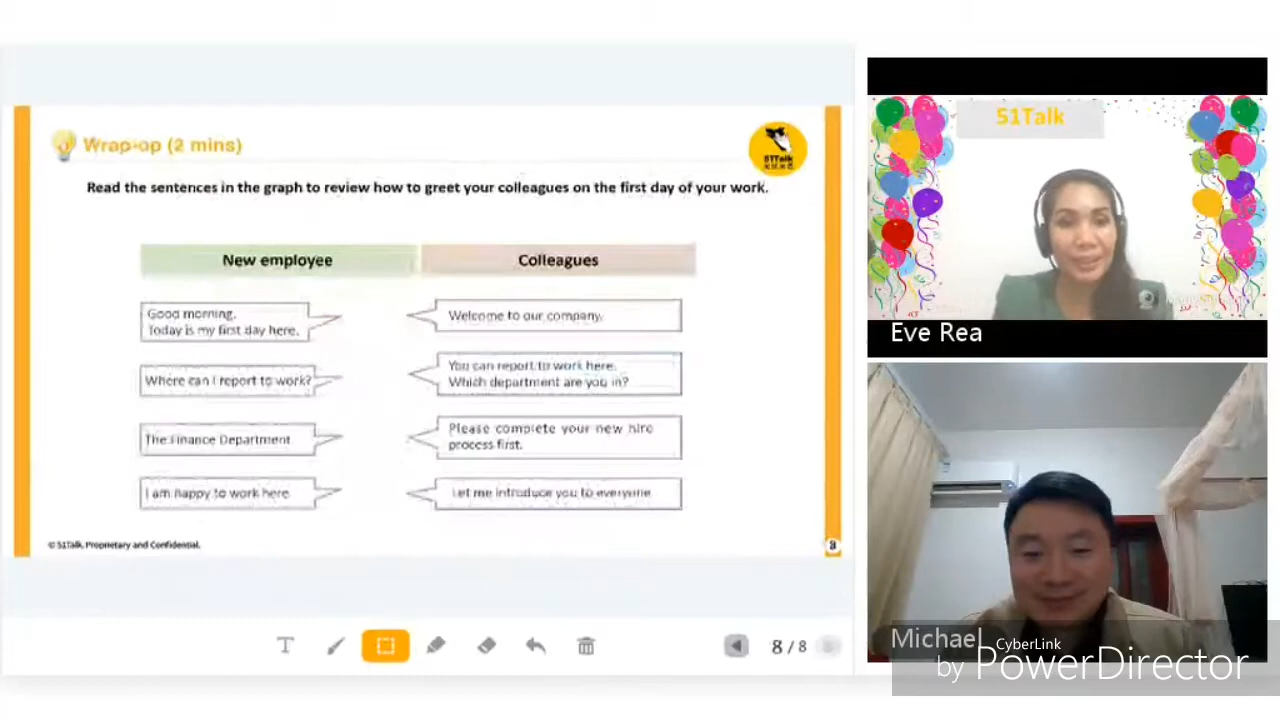 Wrap-op (2 mins)
51Talk
Read the sentences in the graph to review how to greet your colleagues on the first day of your work.
New employee
Colleagues
Good morning.
Today is my first day here.
Welcome to our company.
Where can I report to work?
You can report to work here.
Which department are you in?
The Finance Department
Please complete your new hire
process first.
I am happy to work here
Let me introduce you to everyone
© 51Talk, Proprietary and Confidential.
8 / 8
51Talk
Eve Rea
Michael
CyberLink
by PowerDirector